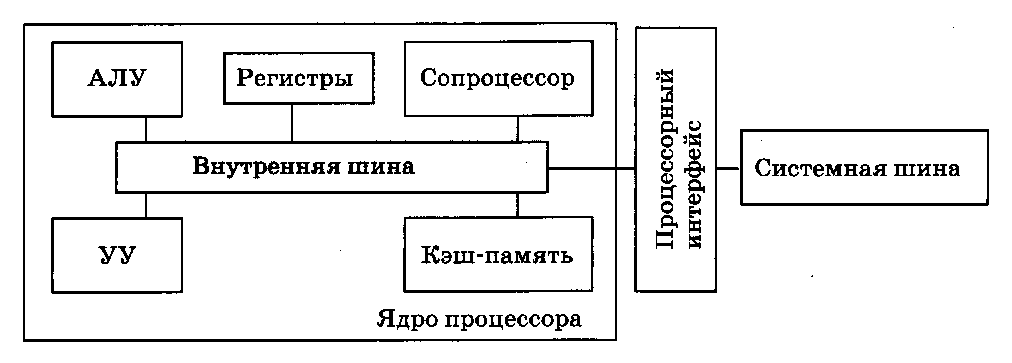 АЛУ
Регистры
Сопроцессор
Внутренняя шина
УУ
Кэш-память
Ядро процессора
Процессорный
интерфейс
Системная шина